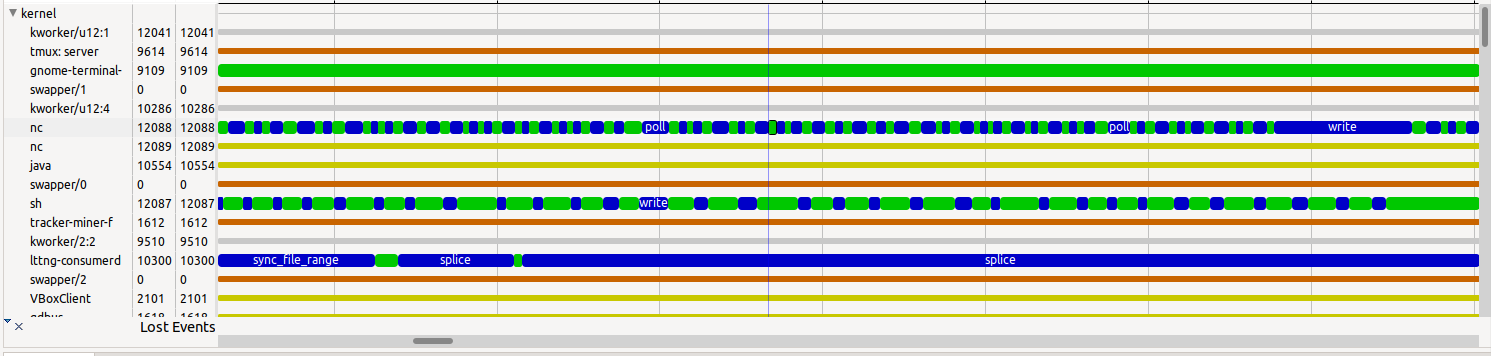 kernel
kworker/u12:1 12041 12041
tmux: server 9614 9614
gnome-terminal- 9109 9109
swapper/1 0 0
kworker/u12:4 10286 10286
nc 12088 12088 poll poll write
nc 12089 12089
java 10554 10554
swapper/0 0 0
sh 12087 12087 write
tracker-miner-f 1612 1612
kworker/2:2 9510 9510
lttng-consumerd 10300 10300 sync_file_range splice splice
swapper/2 0 0
VBoxClient 2101 2101
Lost Events